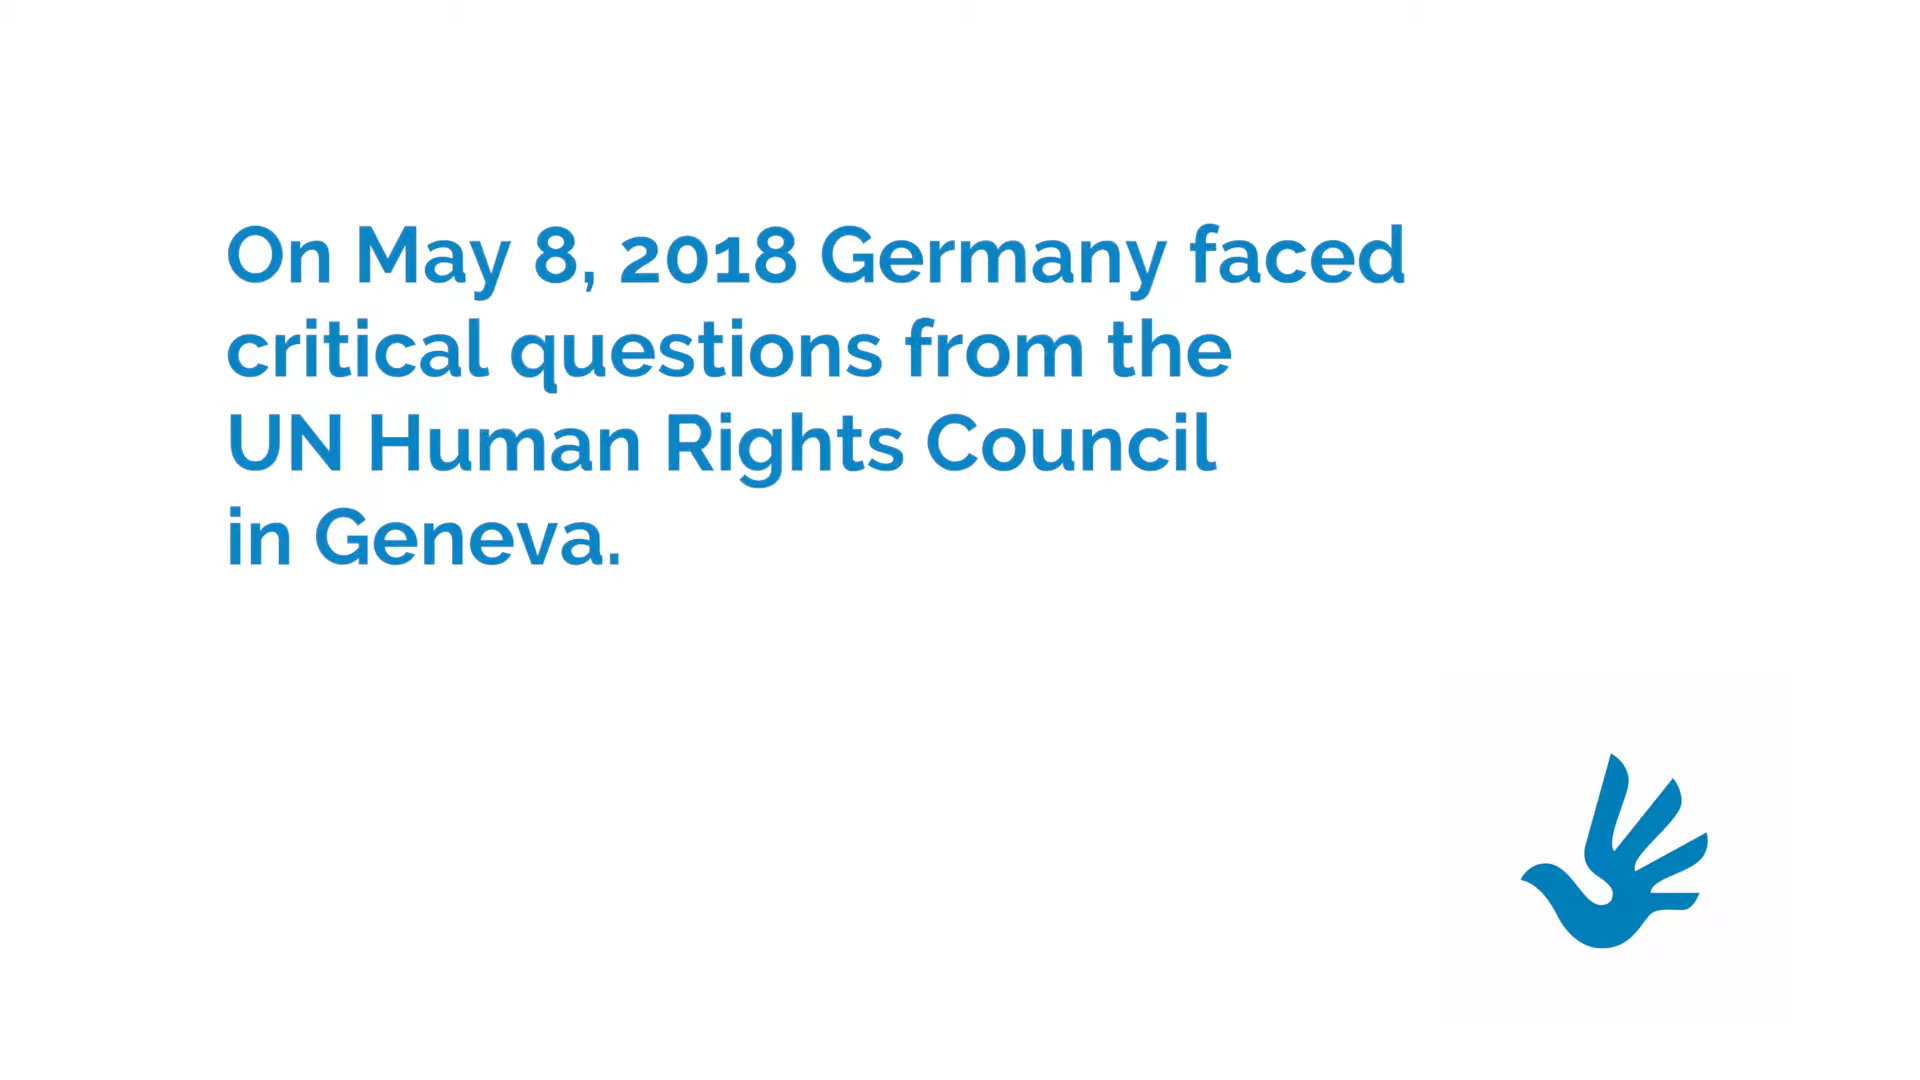 On May 8, 2018 Germany faced
critical questions from the
UN Human Rights Council
in Geneva.